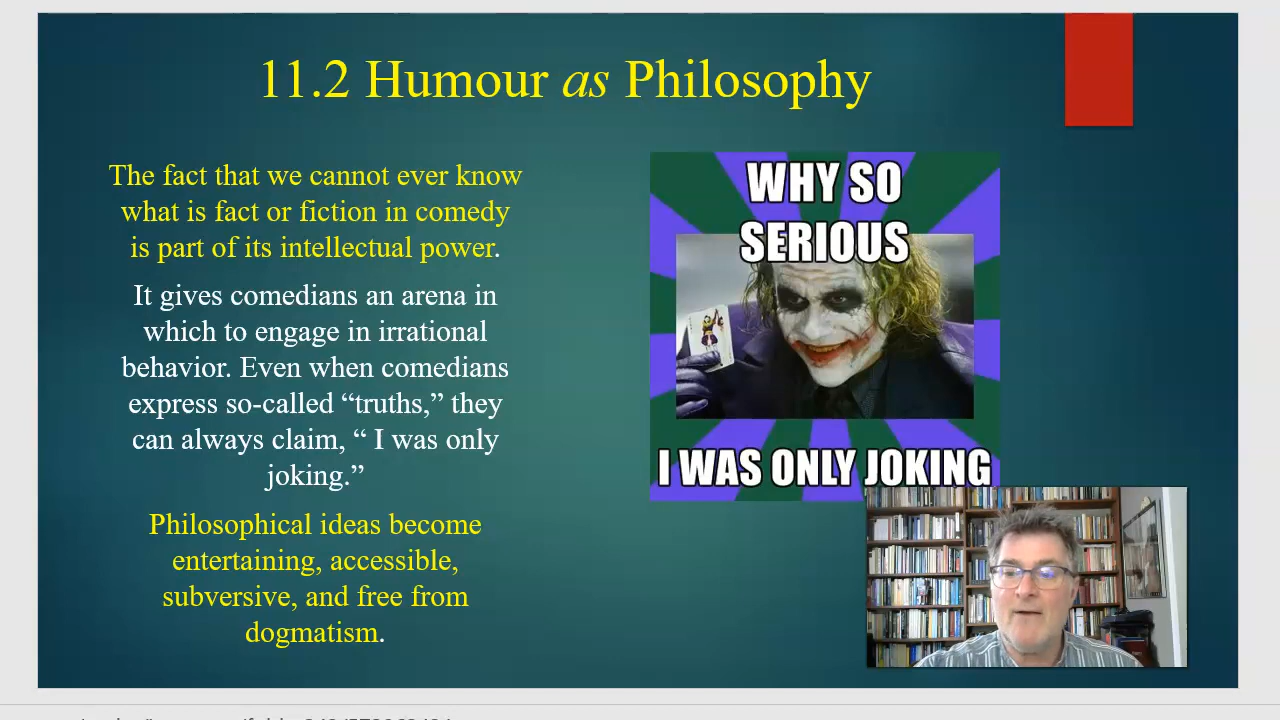 11.2 Humour as Philosophy
The fact that we cannot ever know
what is fact or fiction in comedy
is part of its intellectual power.
It gives comedians an arena in
which to engage in irrational
behavior. Even when comedians
express so-called “truths,” they
can always claim, “ I was only
joking.”
Philosophical ideas become
entertaining, accessible,
subversive, and free from
dogmatism.
WHY SO
SERIOUS
I WAS ONLY JOKING